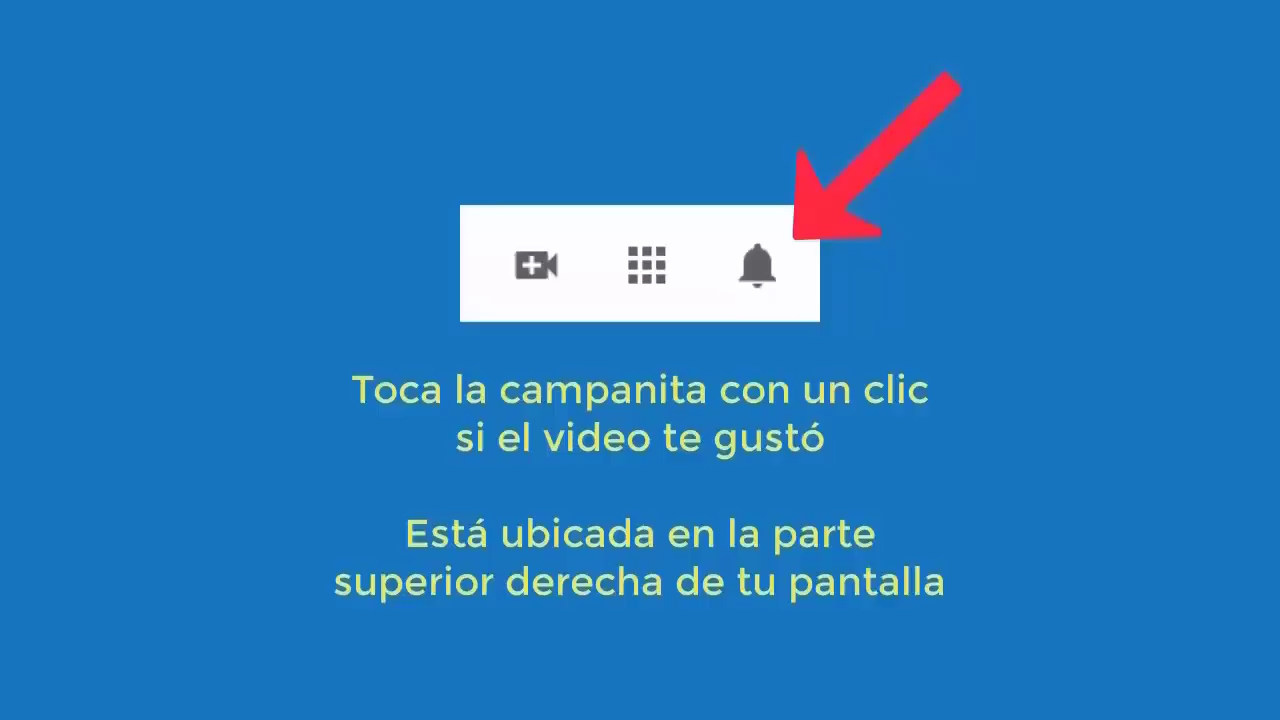 Toca la campanita con un clic
si el video te gustó
Está ubicada en la parte
superior derecha de tu pantalla